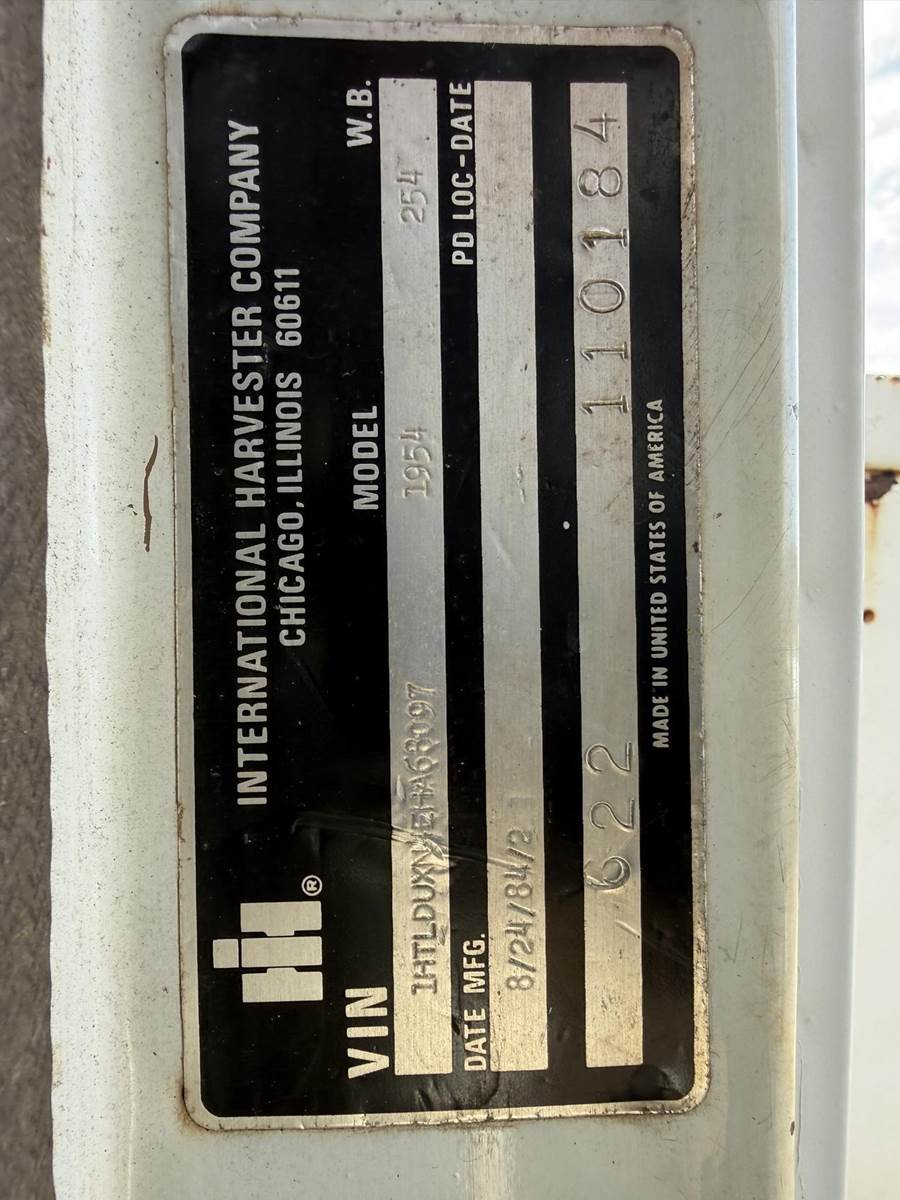 INTERNATIONAL HARVESTER COMPANY
CHICAGO, ILLINOIS 60611
VIN MODEL W.B.
1954 254
DATE MFG. PD LOC-DATE
8/24/84/2
622 110184
MADE IN UNITED STATES OF AMERICA